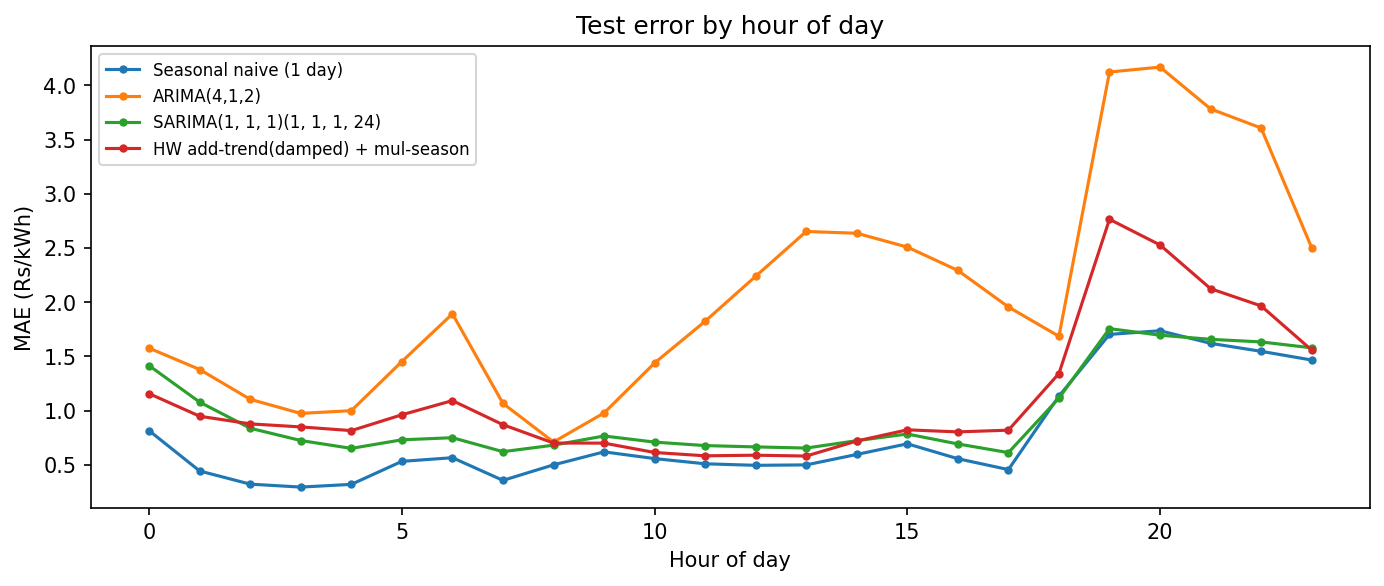 Test error by hour of day
Seasonal naive (1 day)
ARIMA(4,1,2)
SARIMA(1, 1, 1)(1, 1, 1, 24)
HW add-trend(damped) + mul-season
MAE (Rs/kWh)
4.0
3.5
3.0
2.5
2.0
1.5
1.0
0.5
0 5 10 15 20
Hour of day